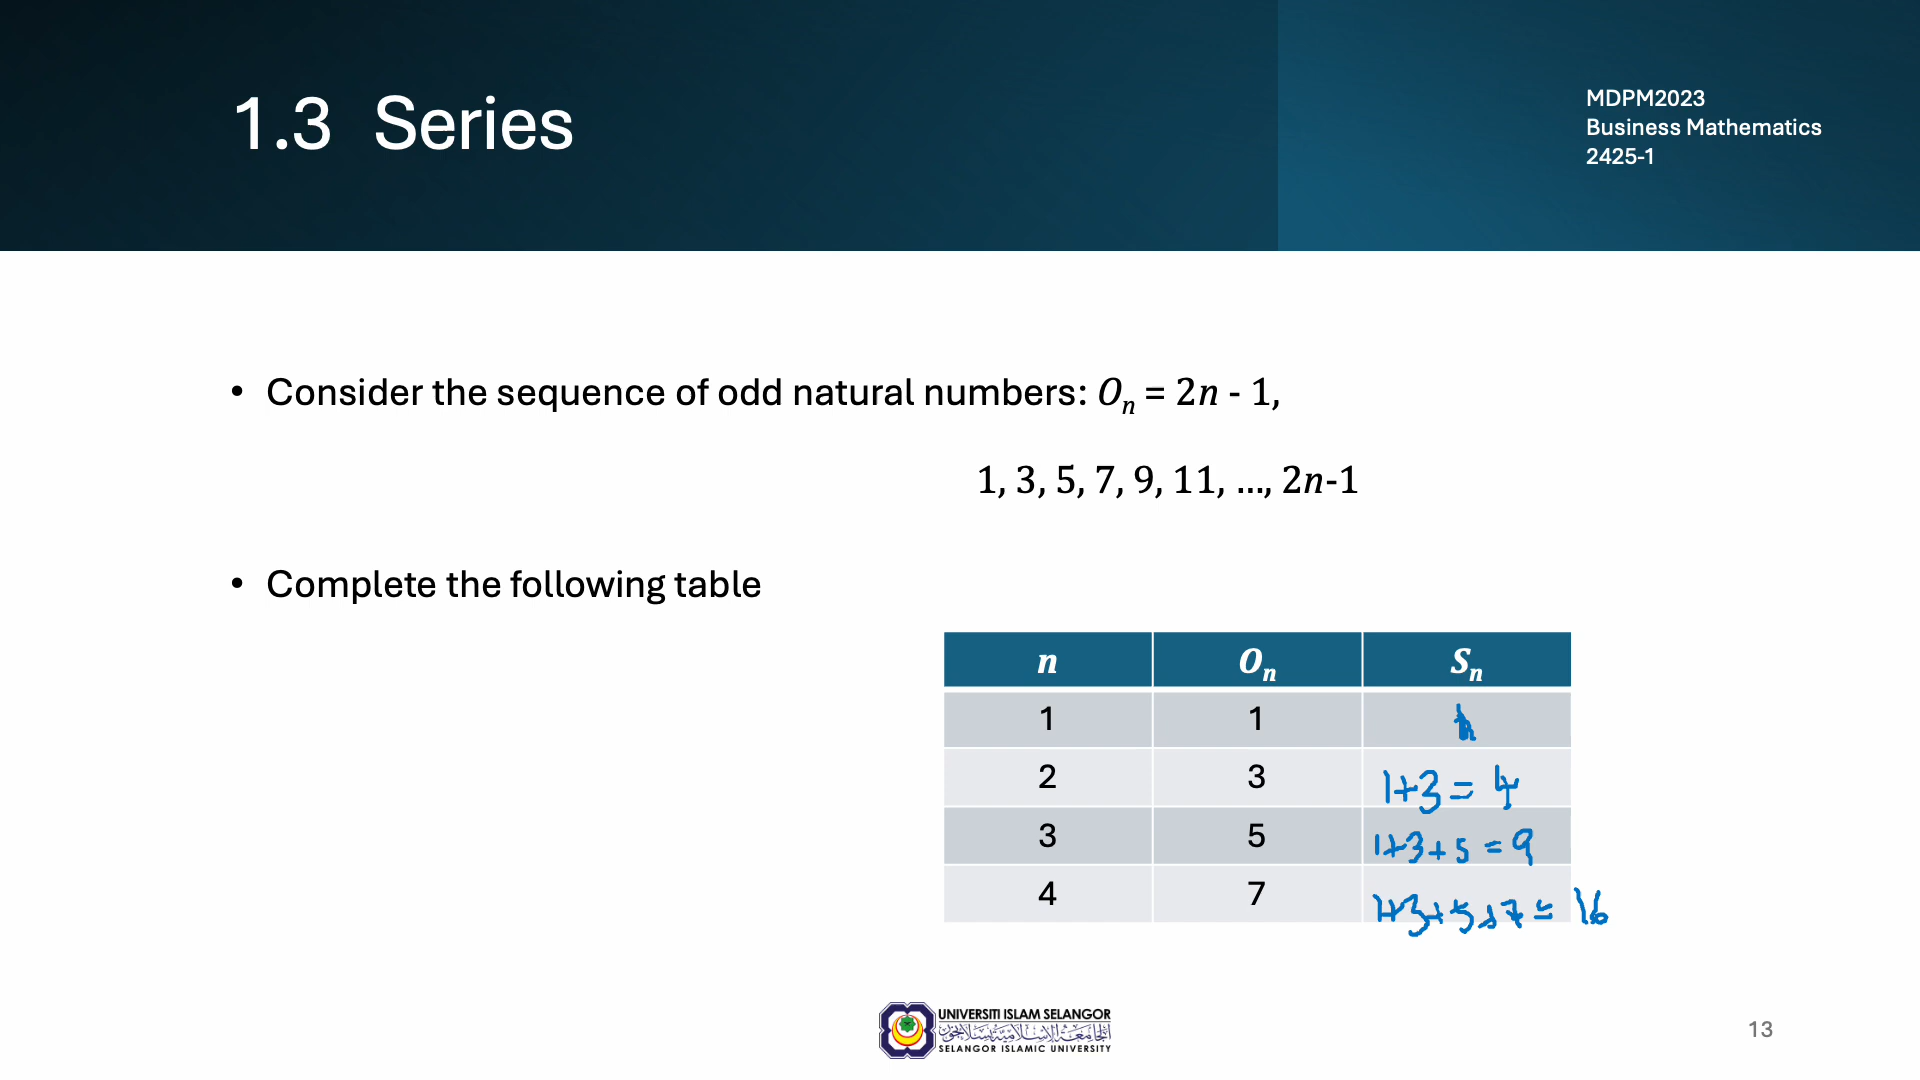 1.3 Series
MDPM2023
Business Mathematics
2425-1
• Consider the sequence of odd natural numbers: Oₙ = 2n - 1,
1, 3, 5, 7, 9, 11, ..., 2n-1
• Complete the following table
n Oₙ Sₙ
1 1
2 3 1+3 = 4
3 5 1+3+5 = 9
4 7 1+3+5+7 = 16
UNIVERSITI ISLAM SELANGOR
الجامعة الإسلامية بسلانجور
SELANGOR ISLAMIC UNIVERSITY
13